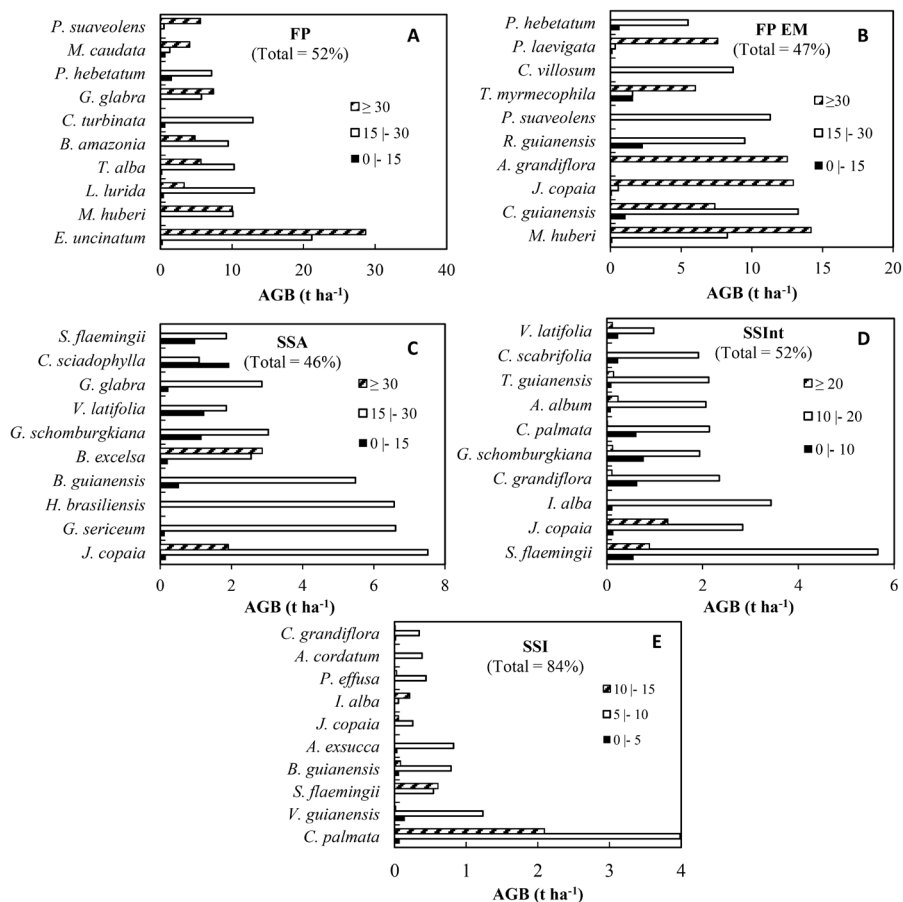 A
FP
(Total = 52%)
P. suaveolens
M. caudata
P. hebetatum
G. glabra
C. turbinata
B. amazonia
T. alba
L. lurida
M. huberi
E. uncinatum
≥ 30
15 |- 30
0 |- 15
0 10 20 30 40
AGB (t ha⁻¹)
B
FP EM
(Total = 47%)
P. hebetatum
P. laevigata
C. villosum
T. myrmecophila
P. suaveolens
R. guianensis
A. grandiflora
J. copaia
C. guianensis
M. huberi
≥30
15 |- 30
0 |- 15
0 5 10 15 20
AGB (t ha⁻¹)
C
SSA
(Total = 46%)
S. flaemingii
C. sciadophylla
G. glabra
V. latifolia
G. schomburgkiana
B. excelsa
B. guianensis
H. brasiliensis
G. sericeum
J. copaia
≥ 30
15 |- 30
0 |- 15
0 2 4 6 8
AGB (t ha⁻¹)
D
SSInt
(Total = 52%)
V. latifolia
C. scabrifolia
T. guianensis
A. album
C. palmata
G. schomburgkiana
C. grandiflora
I. alba
J. copaia
S. flaemingii
≥ 20
10 |- 20
0 |- 10
0 2 4 6
AGB (t ha⁻¹)
E
SSI
(Total = 84%)
C. grandiflora
A. cordatum
P. effusa
I. alba
J. copaia
A. exsucca
B. guianensis
S. flaemingii
V. guianensis
C. palmata
10 |- 15
5 |- 10
0 |- 5
0 1 2 3 4
AGB (t ha⁻¹)